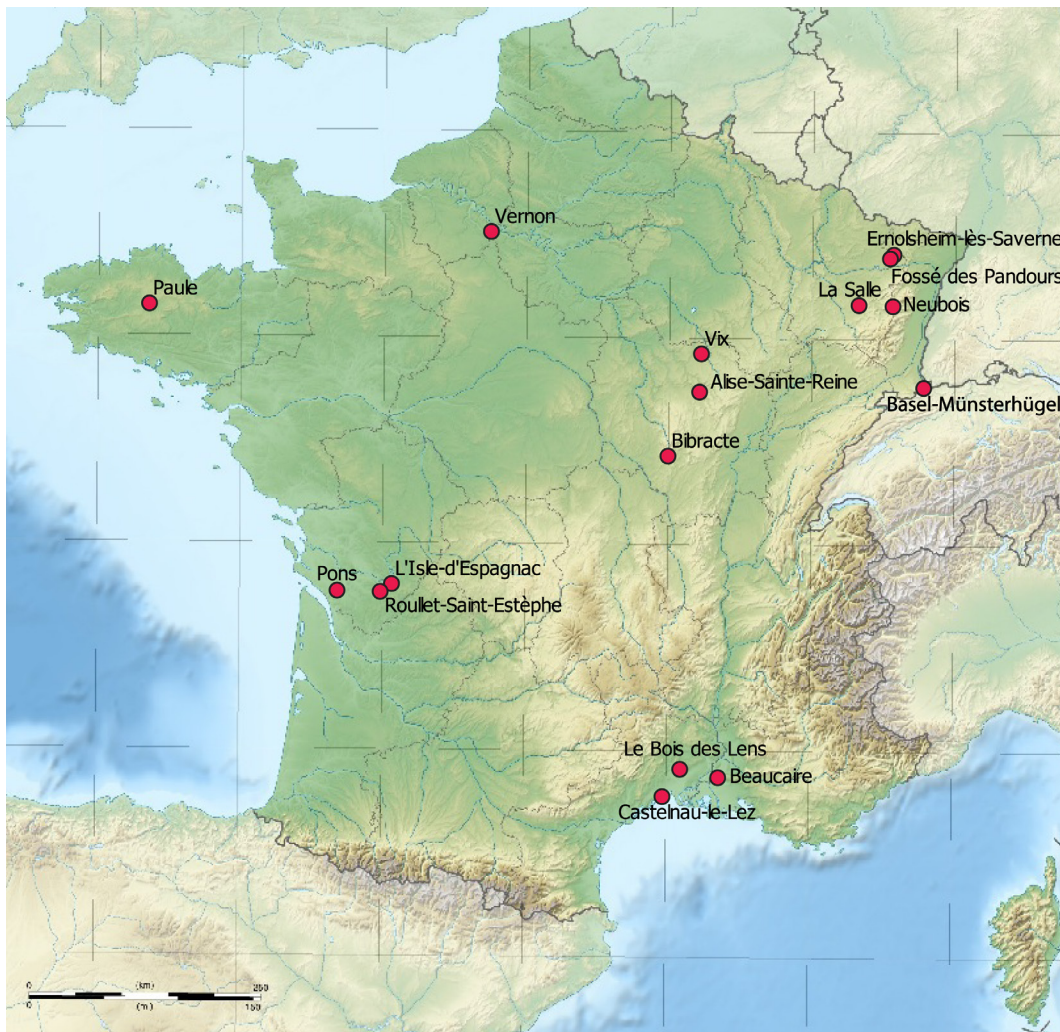 Vernon
Ernolsheim-lès-Saverne
Fossé des Pandours
La Salle
Neubois
Paule
Vix
Alise-Sainte-Reine
Basel-Münsterhügel
Bibracte
L'Isle-d'Espagnac
Pons
Roullet-Saint-Estèphe
Le Bois des Lens
Beaucaire
Castelnau-le-Lez
0 (km) 250
0 (m.) 150